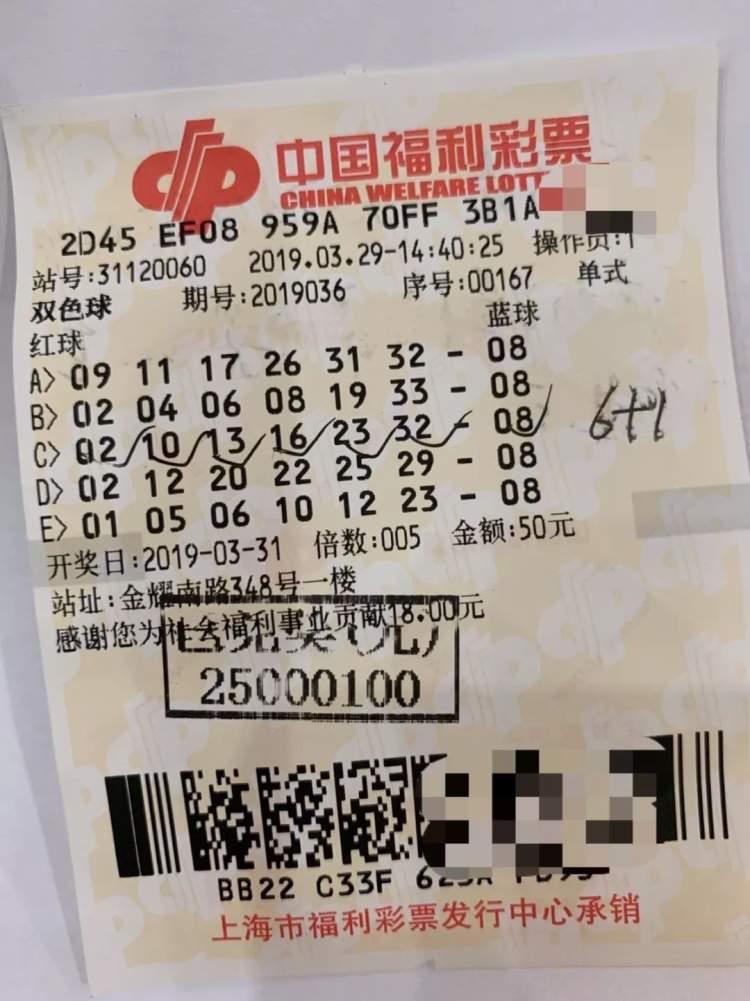 中国福利彩票
CHINA WELFARE LOTT
2D45 EF08 959A 70FF 3B1A
站号:31120060 2019.03.29-14:40:25 操作员:1
双色球 期号:2019036 序号:00167 单式
红球 蓝球
A> 09 11 17 26 31 32 - 08
B> 02 04 06 08 19 33 - 08
C> 02 10 13 16 23 32 - 08 6+1
D> 02 12 20 22 25 29 - 08
E> 01 05 06 10 12 23 - 08
开奖日:2019-03-31 倍数:005 金额:50元
站址:金耀南路348号一楼
感谢您为社会福利事业贡献18.00元
已兑奖(元)
25000100
BB22 C33F
上海市福利彩票发行中心承销